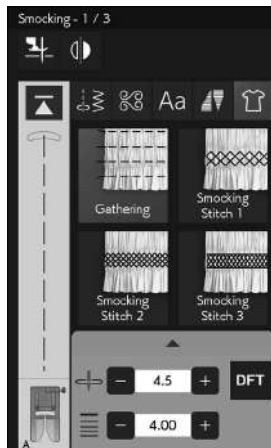 Smocking - 1 / 3
Aa
Gathering
Smocking
Stitch 1
Smocking
Stitch 2
Smocking
Stitch 3
4.5
DFT
4.00
A